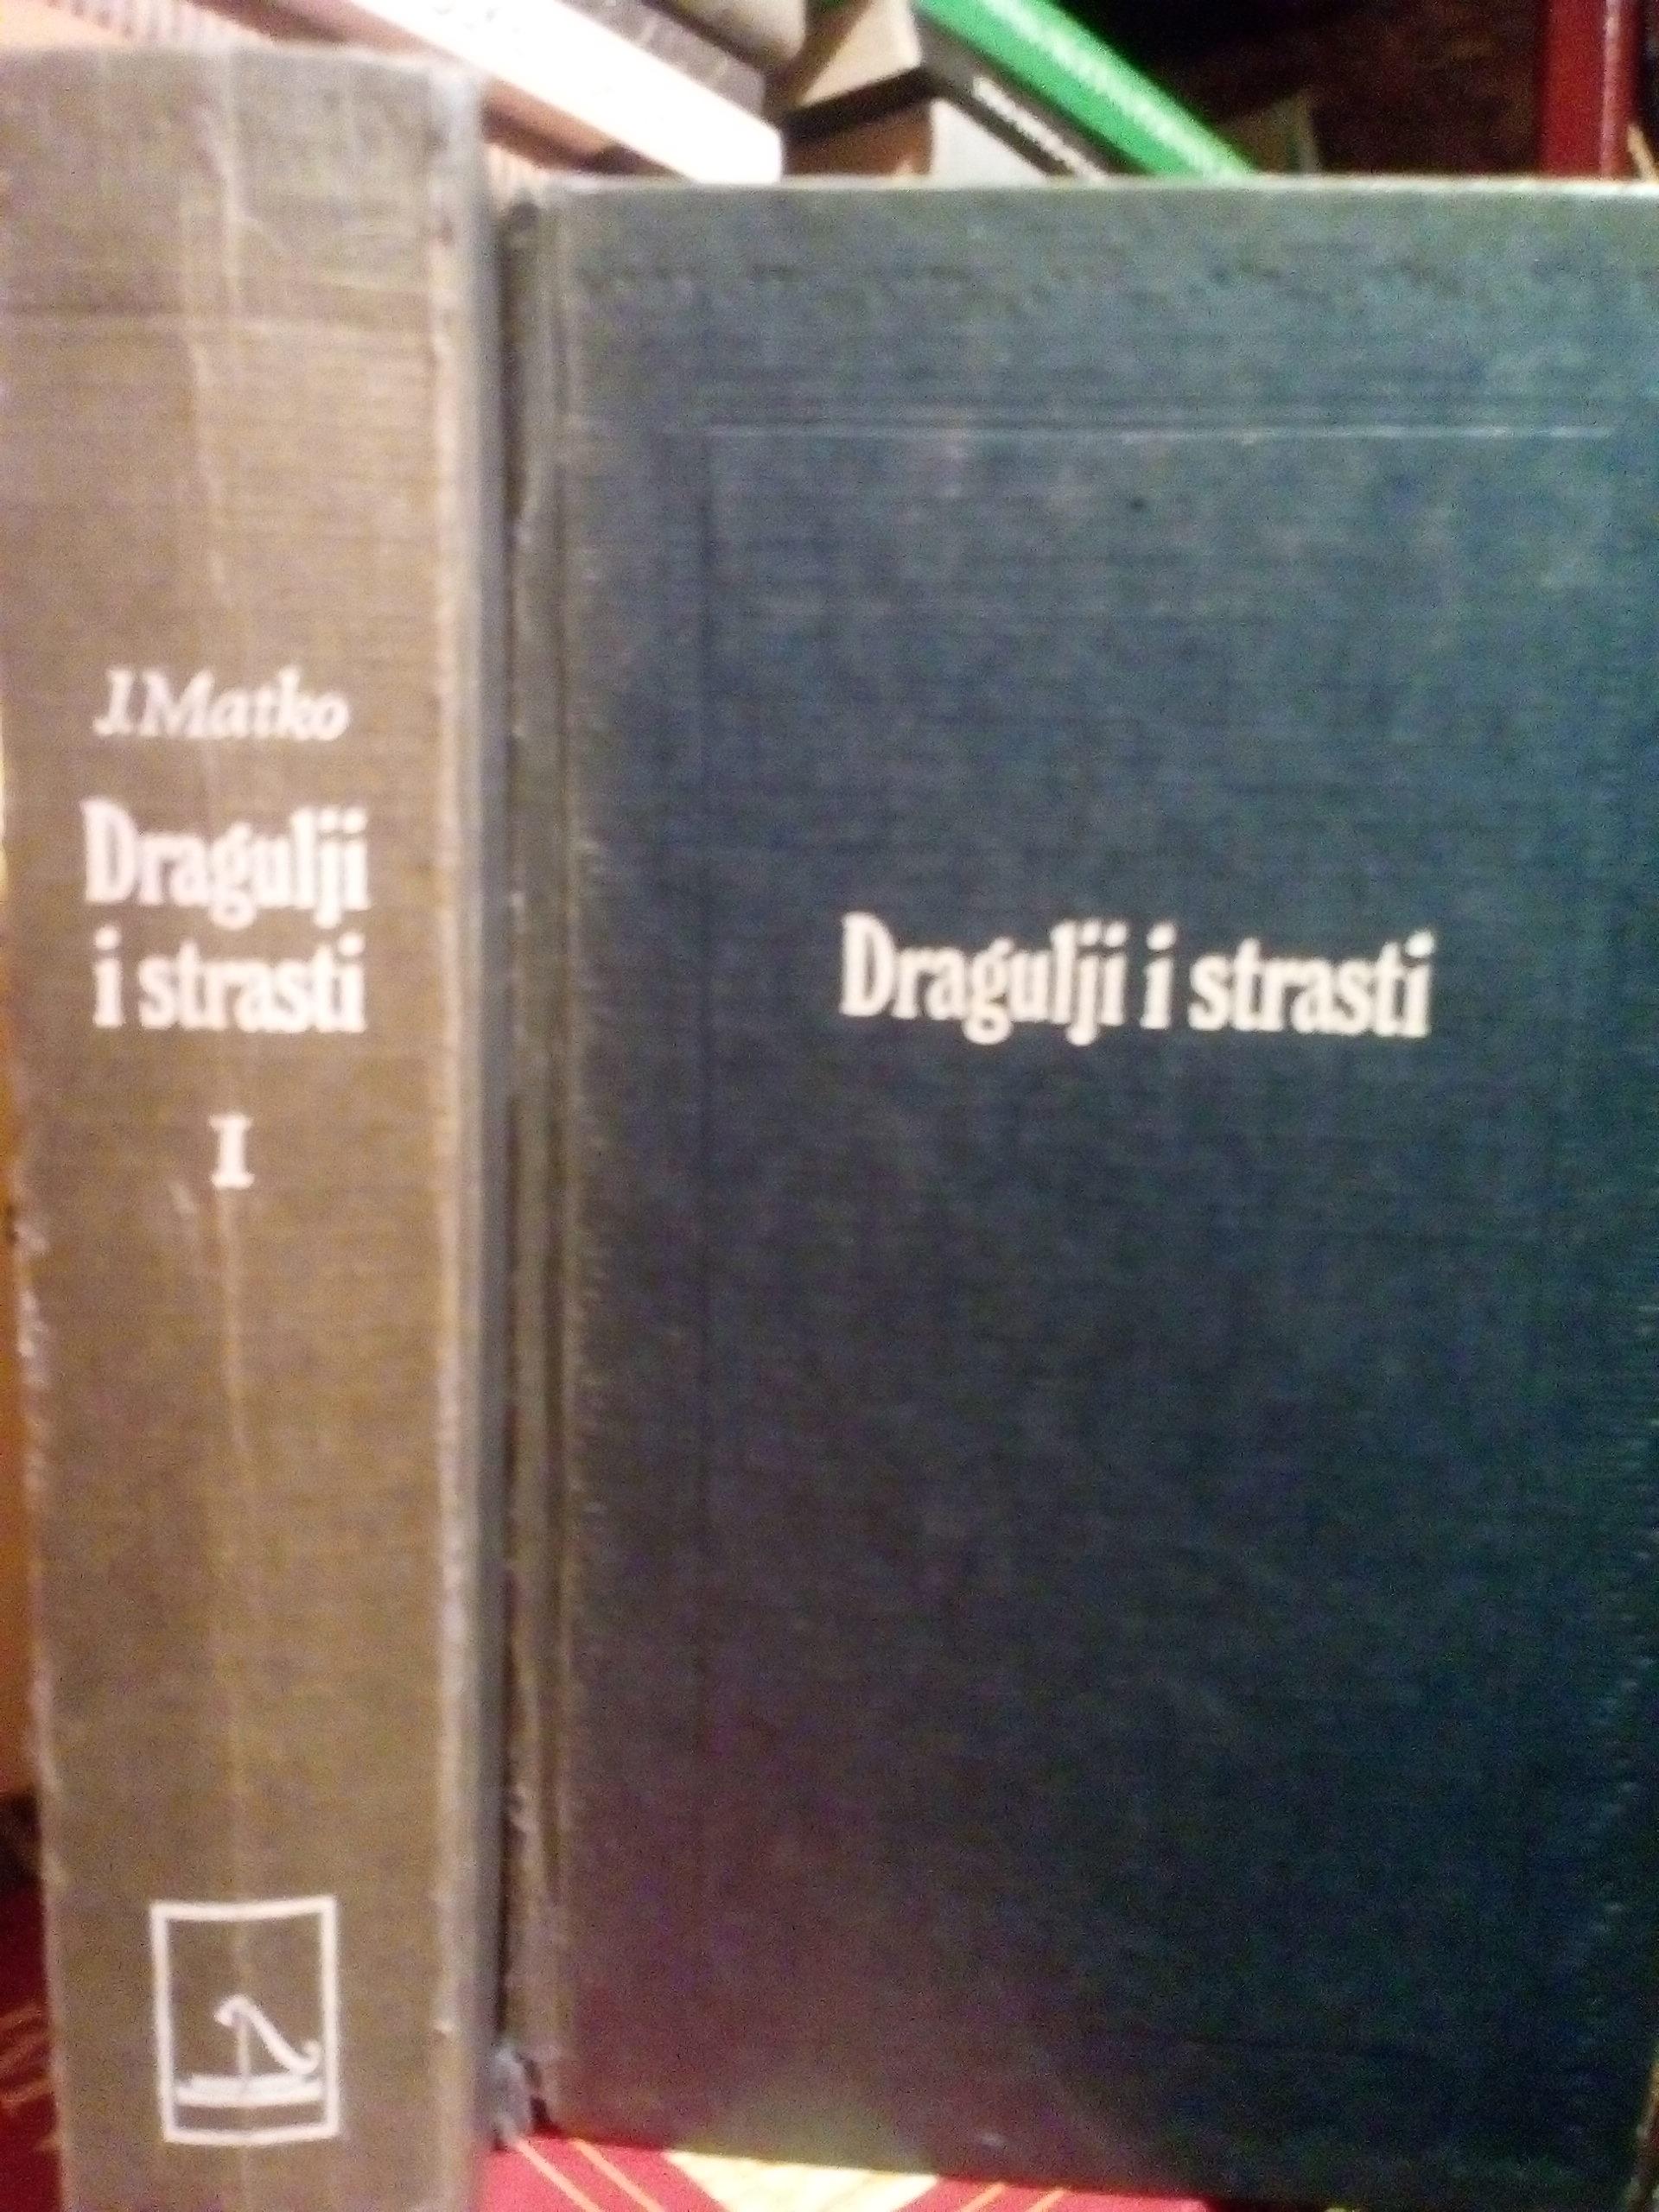 J. Matko
Dragulji
i strasti
I
Dragulji i strasti